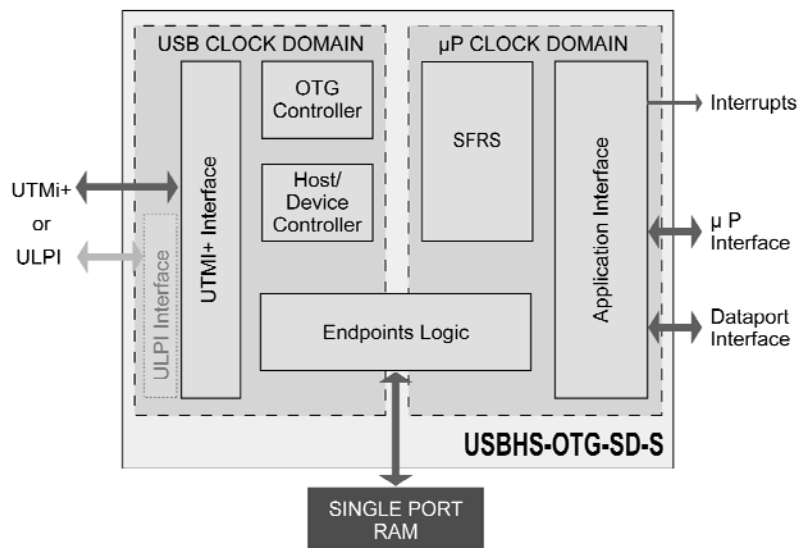 USB CLOCK DOMAIN
µP CLOCK DOMAIN
OTG
Controller
Host/
Device
Controller
UTMI+ Interface
ULPI Interface
SFRS
Application Interface
Endpoints Logic
UTMi+
or
ULPI
Interrupts
µ P
Interface
Dataport
Interface
USBHS-OTG-SD-S
SINGLE PORT
RAM